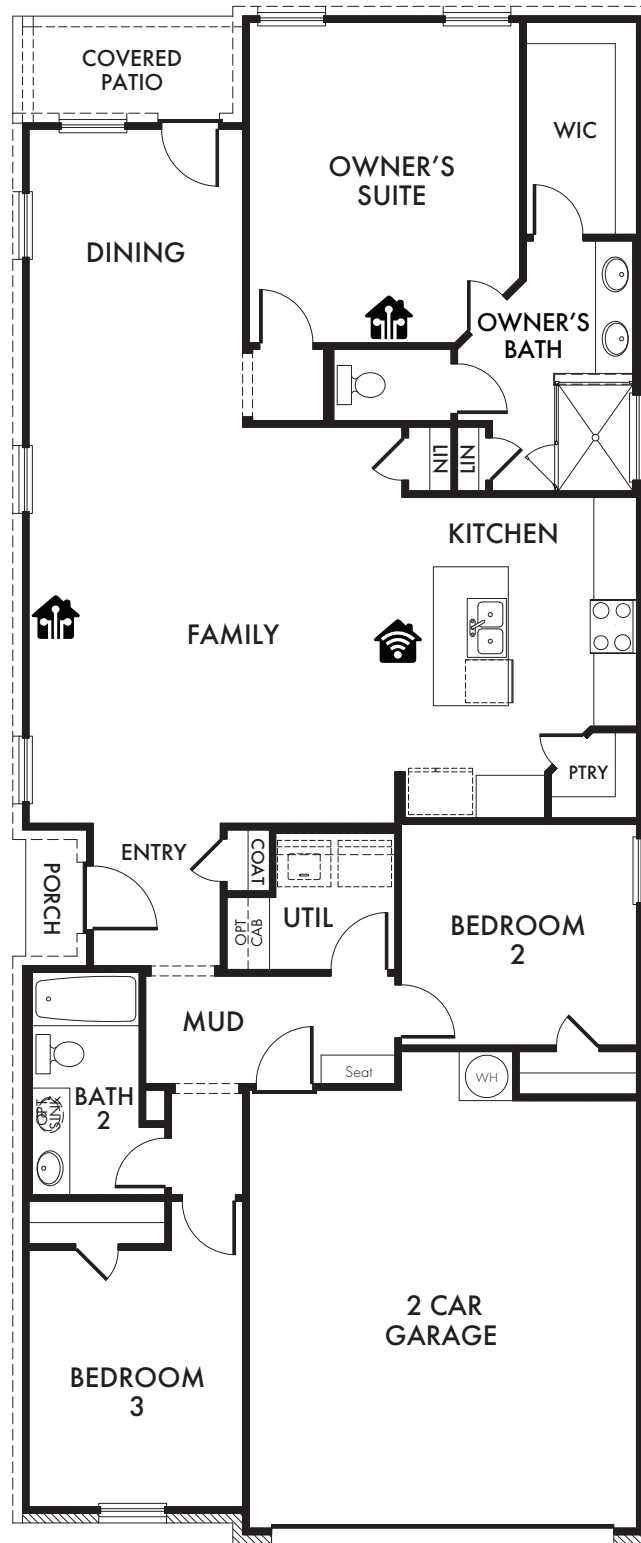 COVERED
PATIO
WIC
OWNER'S
SUITE
DINING
OWNER'S
BATH
LIN
LIN
KITCHEN
FAMILY
PTRY
ENTRY
COAT
PORCH
UTIL
OPT
CAB
BEDROOM
2
MUD
Seat
WH
BATH
2
OPT
2 CAR
GARAGE
BEDROOM
3